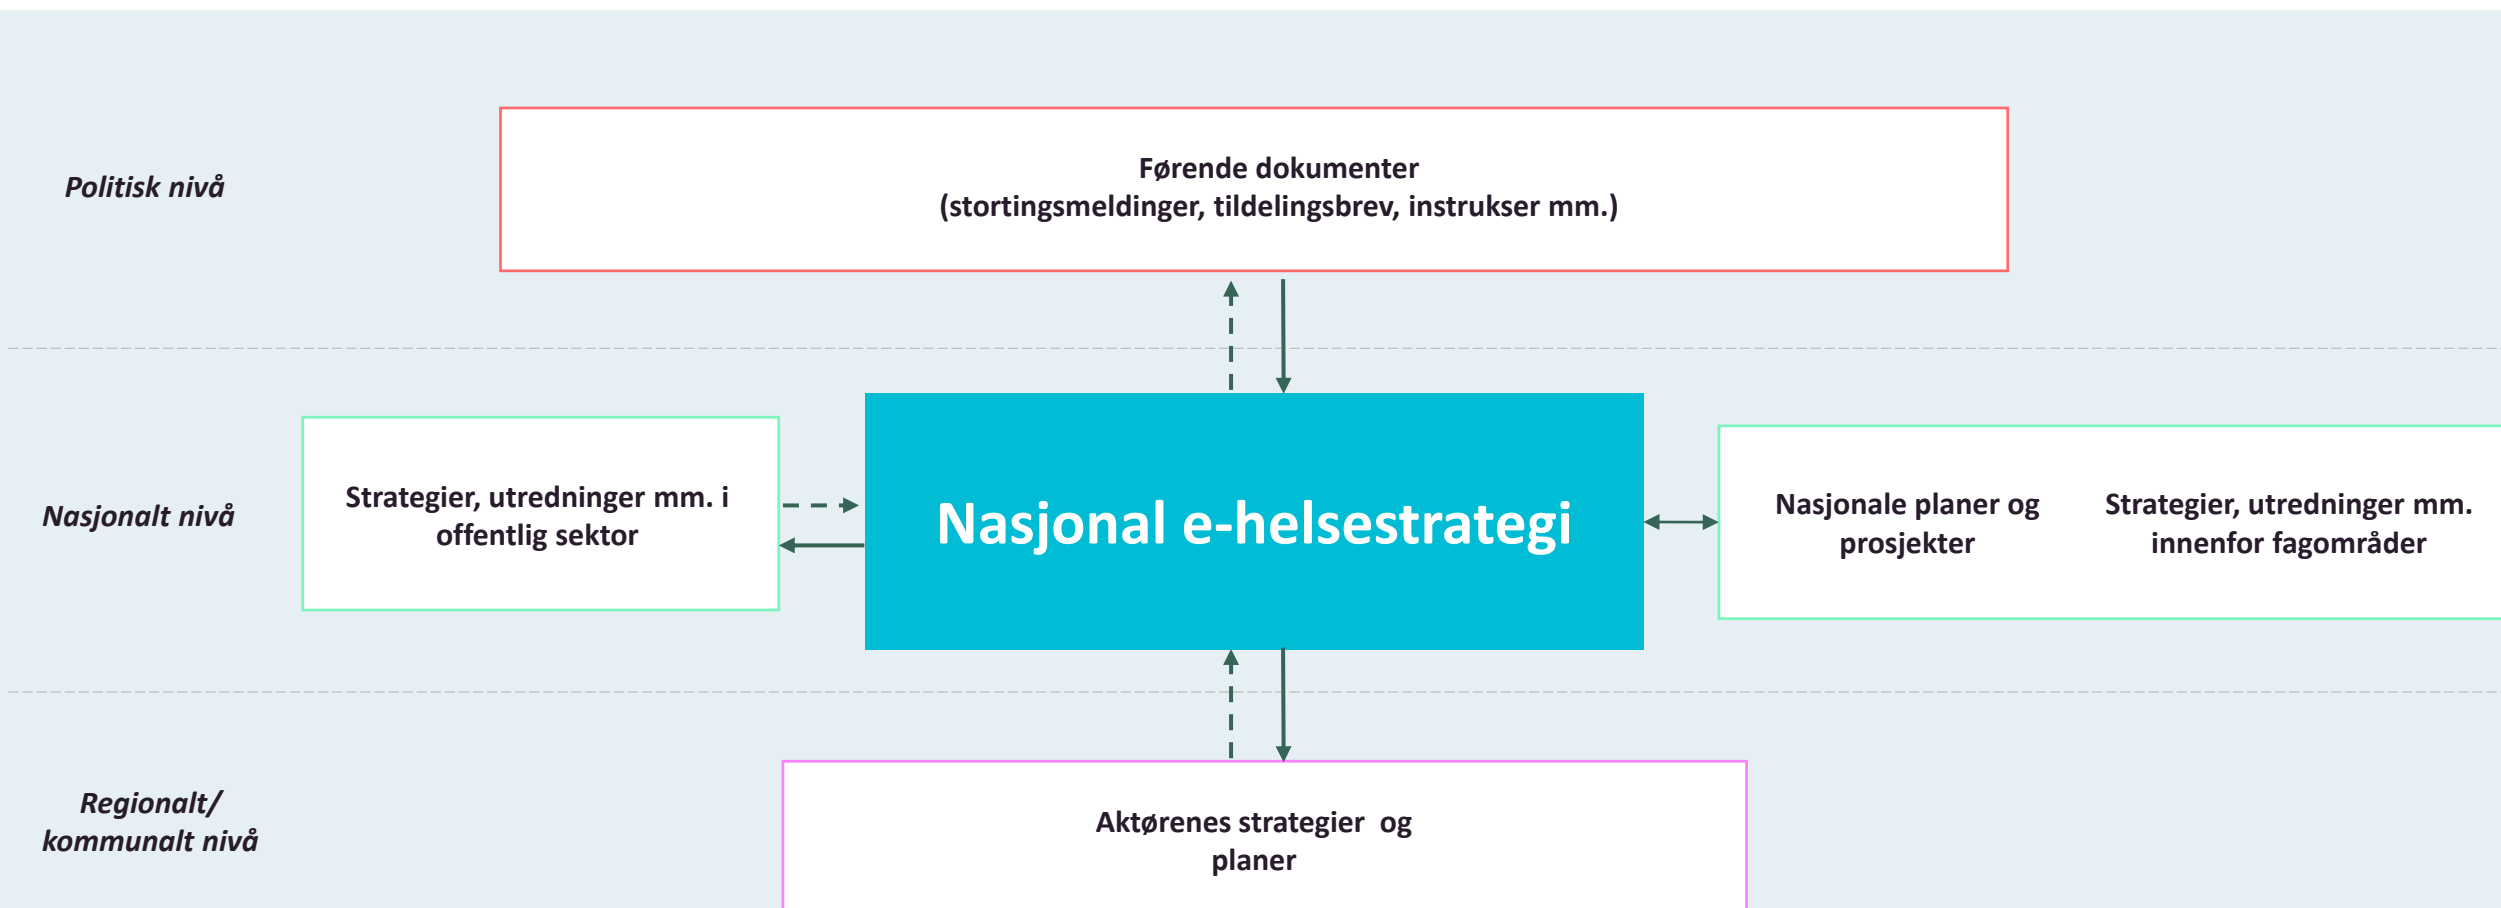 Politisk nivå
Førende dokumenter
(stortingsmeldinger, tildelingsbrev, instrukser mm.)
Nasjonalt nivå
Strategier, utredninger mm. i
offentlig sektor
Nasjonal e-helsestrategi
Nasjonale planer og
prosjekter
Strategier, utredninger mm.
innenfor fagområder
Regionalt/
kommunalt nivå
Aktørenes strategier  og
planer